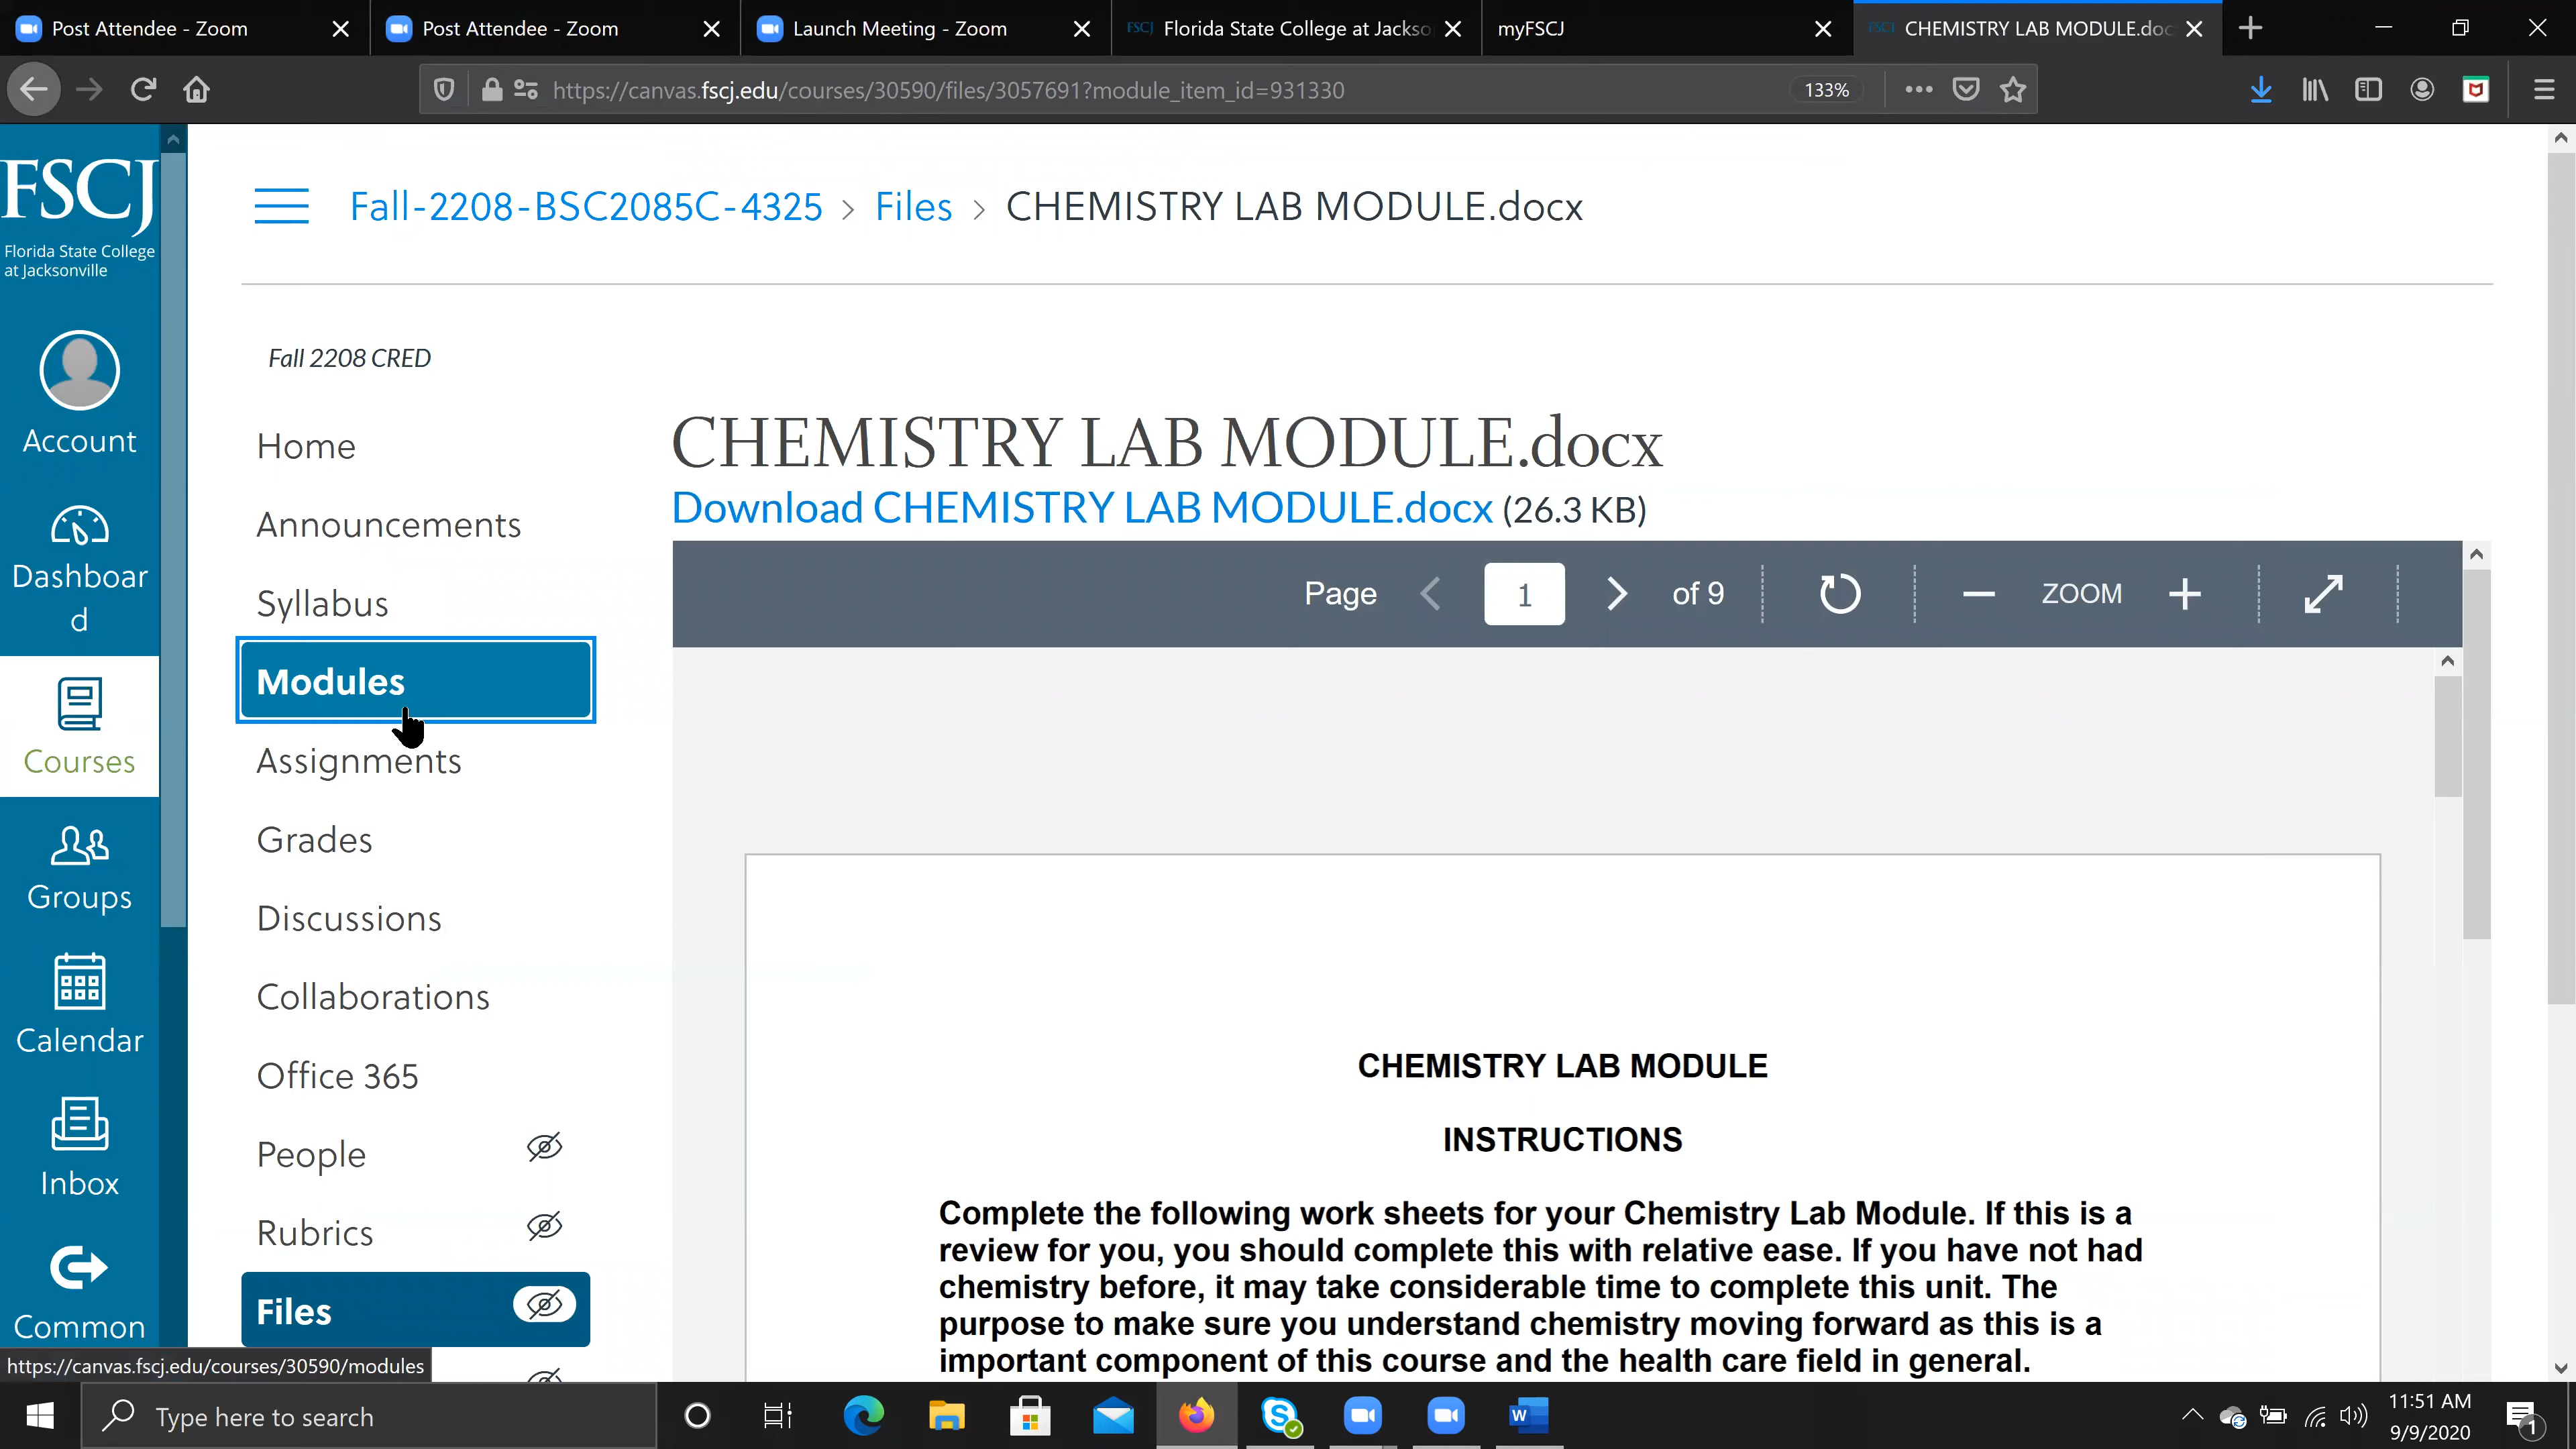 Post Attendee - Zoom
Post Attendee - Zoom
Launch Meeting - Zoom
FSCJ Florida State College at Jackso
myFSCJ
FSCJ CHEMISTRY LAB MODULE.doc
https://canvas.fscj.edu/courses/30590/files/3057691?module_item_id=931330
133%
FSCJ
Florida State College
at Jacksonville
Account
Dashboar
d
Courses
Groups
Calendar
Inbox
Common
Fall-2208-BSC2085C-4325 > Files > CHEMISTRY LAB MODULE.docx
Fall 2208 CRED
Home
Announcements
Syllabus
Modules
Assignments
Grades
Discussions
Collaborations
Office 365
People
Rubrics
Files
CHEMISTRY LAB MODULE.docx
Download CHEMISTRY LAB MODULE.docx (26.3 KB)
Page 1 of 9 ZOOM
CHEMISTRY LAB MODULE
INSTRUCTIONS
Complete the following work sheets for your Chemistry Lab Module. If this is a
review for you, you should complete this with relative ease. If you have not had
chemistry before, it may take considerable time to complete this unit. The
purpose to make sure you understand chemistry moving forward as this is a
important component of this course and the health care field in general.
https://canvas.fscj.edu/courses/30590/modules
Type here to search
W
11:51 AM
9/9/2020
1